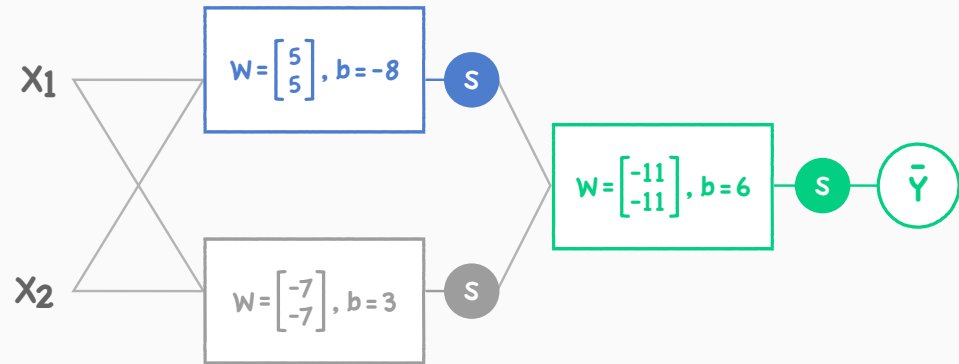 X1
W = [5 5], b = -8
S
X2
W = [-7 -7], b = 3
S
W = [-11 -11], b = 6
S
Ȳ